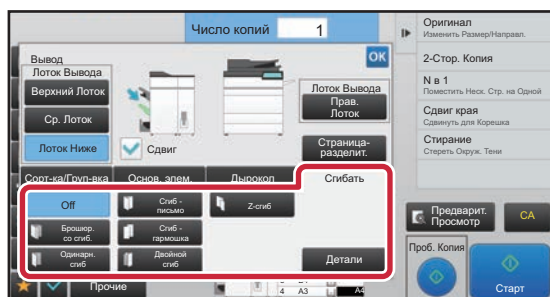 Число копий 1
Оригинал
Изменить Размер/Направл.
2-Стор. Копия
N в 1
Поместить Неск. Стр. на Одной
Сдвиг края
Сдвинуть для Корешка
Стирание
Стереть Окруж. Тени
Вывод
OK
Лоток Вывода
Верхний Лоток
Ср. Лоток
Лоток Ниже
Сдвиг
Лоток Вывода
Прав.
Лоток
Страница-
разделит.
Сорт-ка/Груп-вка
Основ. элем.
Дырокол
Сгибать
Off
Сгиб -
письмо
Z-сгиб
Брошюр.
со сгиб.
Сгиб -
гармошка
Одинарн.
сгиб
Двойной
сгиб
Детали
Предварит.
Просмотр
CA
Проб. Копия
Старт
Прочие
4 A3
A4